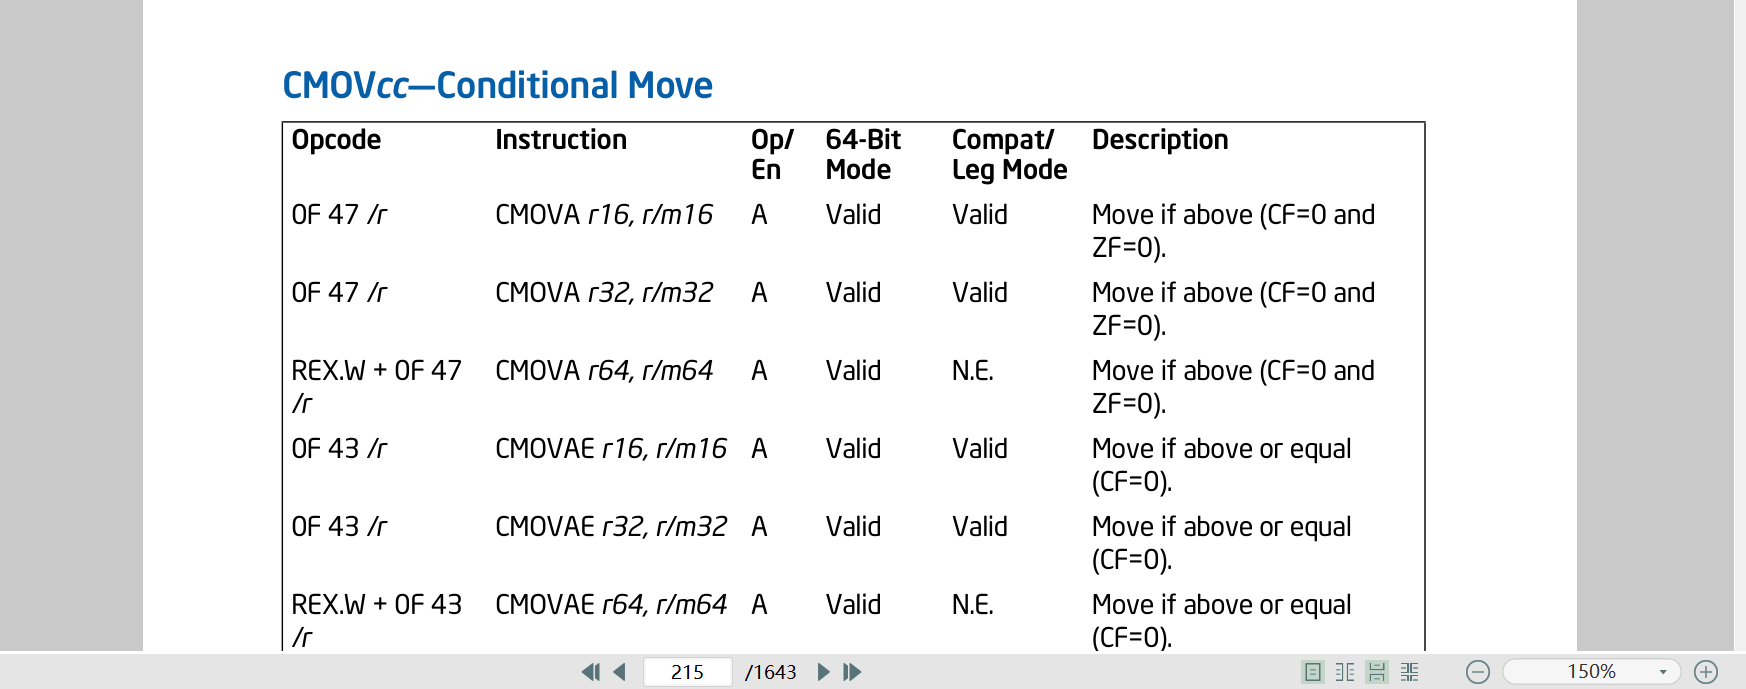 CMOVcc—Conditional Move
Opcode Instruction Op/ En 64-Bit Mode Compat/ Leg Mode Description
0F 47 /r CMOVA r16, r/m16 A Valid Valid Move if above (CF=0 and
ZF=0).
0F 47 /r CMOVA r32, r/m32 A Valid Valid Move if above (CF=0 and
ZF=0).
REX.W + 0F 47 CMOVA r64, r/m64 A Valid N.E. Move if above (CF=0 and
/r ZF=0).
0F 43 /r CMOVAE r16, r/m16 A Valid Valid Move if above or equal
(CF=0).
0F 43 /r CMOVAE r32, r/m32 A Valid Valid Move if above or equal
(CF=0).
REX.W + 0F 43 CMOVAE r64, r/m64 A Valid N.E. Move if above or equal
/r (CF=0).
215 /1643 150%